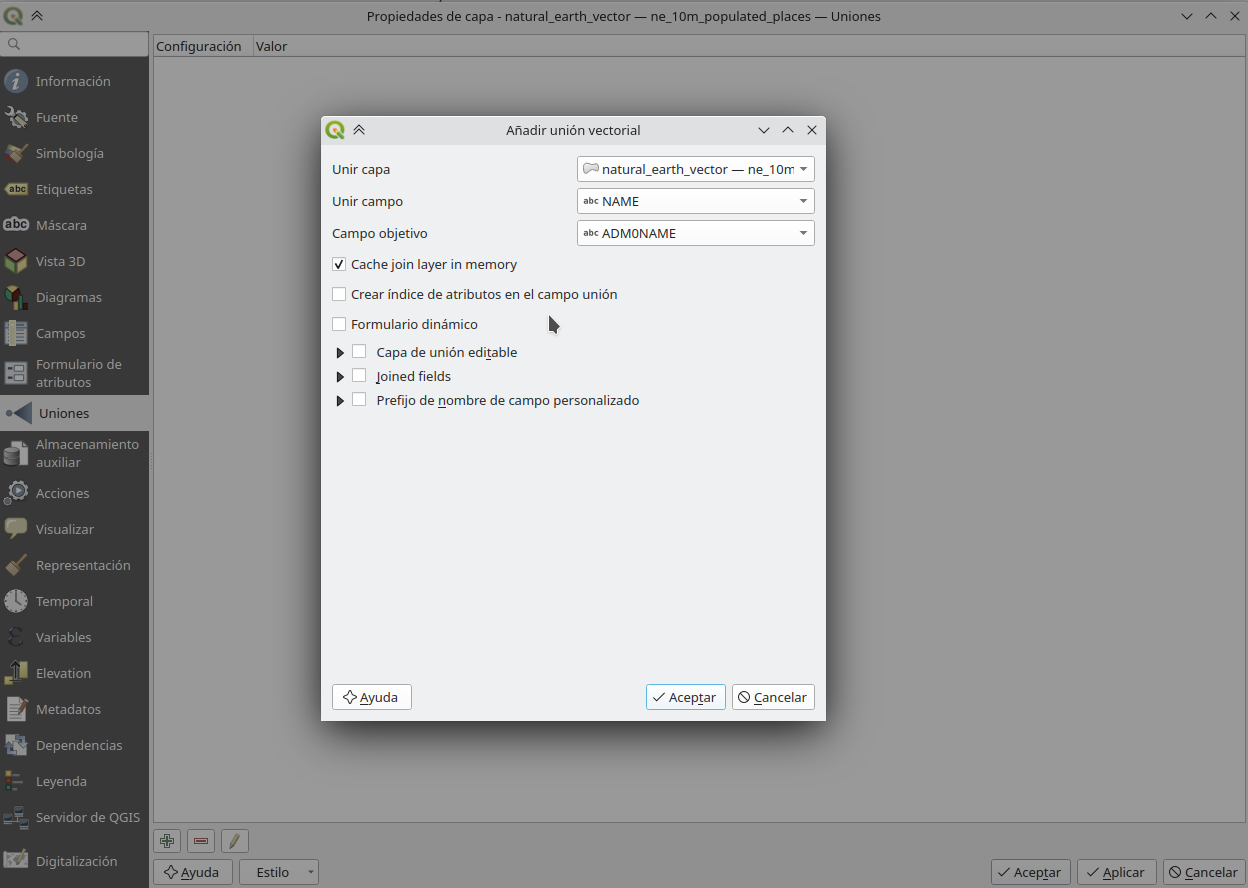 Propiedades de capa - natural_earth_vector — ne_10m_populated_places — Uniones
Configuración
Valor
Información
Fuente
Simbología
abc Etiquetas
abc Máscara
Vista 3D
Diagramas
Campos
Formulario de
atributos
Uniones
Almacenamiento
auxiliar
Acciones
Visualizar
Representación
Temporal
Variables
Elevation
Metadatos
Dependencias
Leyenda
Servidor de QGIS
Digitalización
Añadir unión vectorial
Unir capa
natural_earth_vector — ne_10m
Unir campo
abc NAME
Campo objetivo
abc ADM0NAME
Cache join layer in memory
Crear índice de atributos en el campo unión
Formulario dinámico
Capa de unión editable
Joined fields
Prefijo de nombre de campo personalizado
Ayuda
Aceptar
Cancelar
Ayuda
Estilo
Aceptar
Aplicar
Cancelar